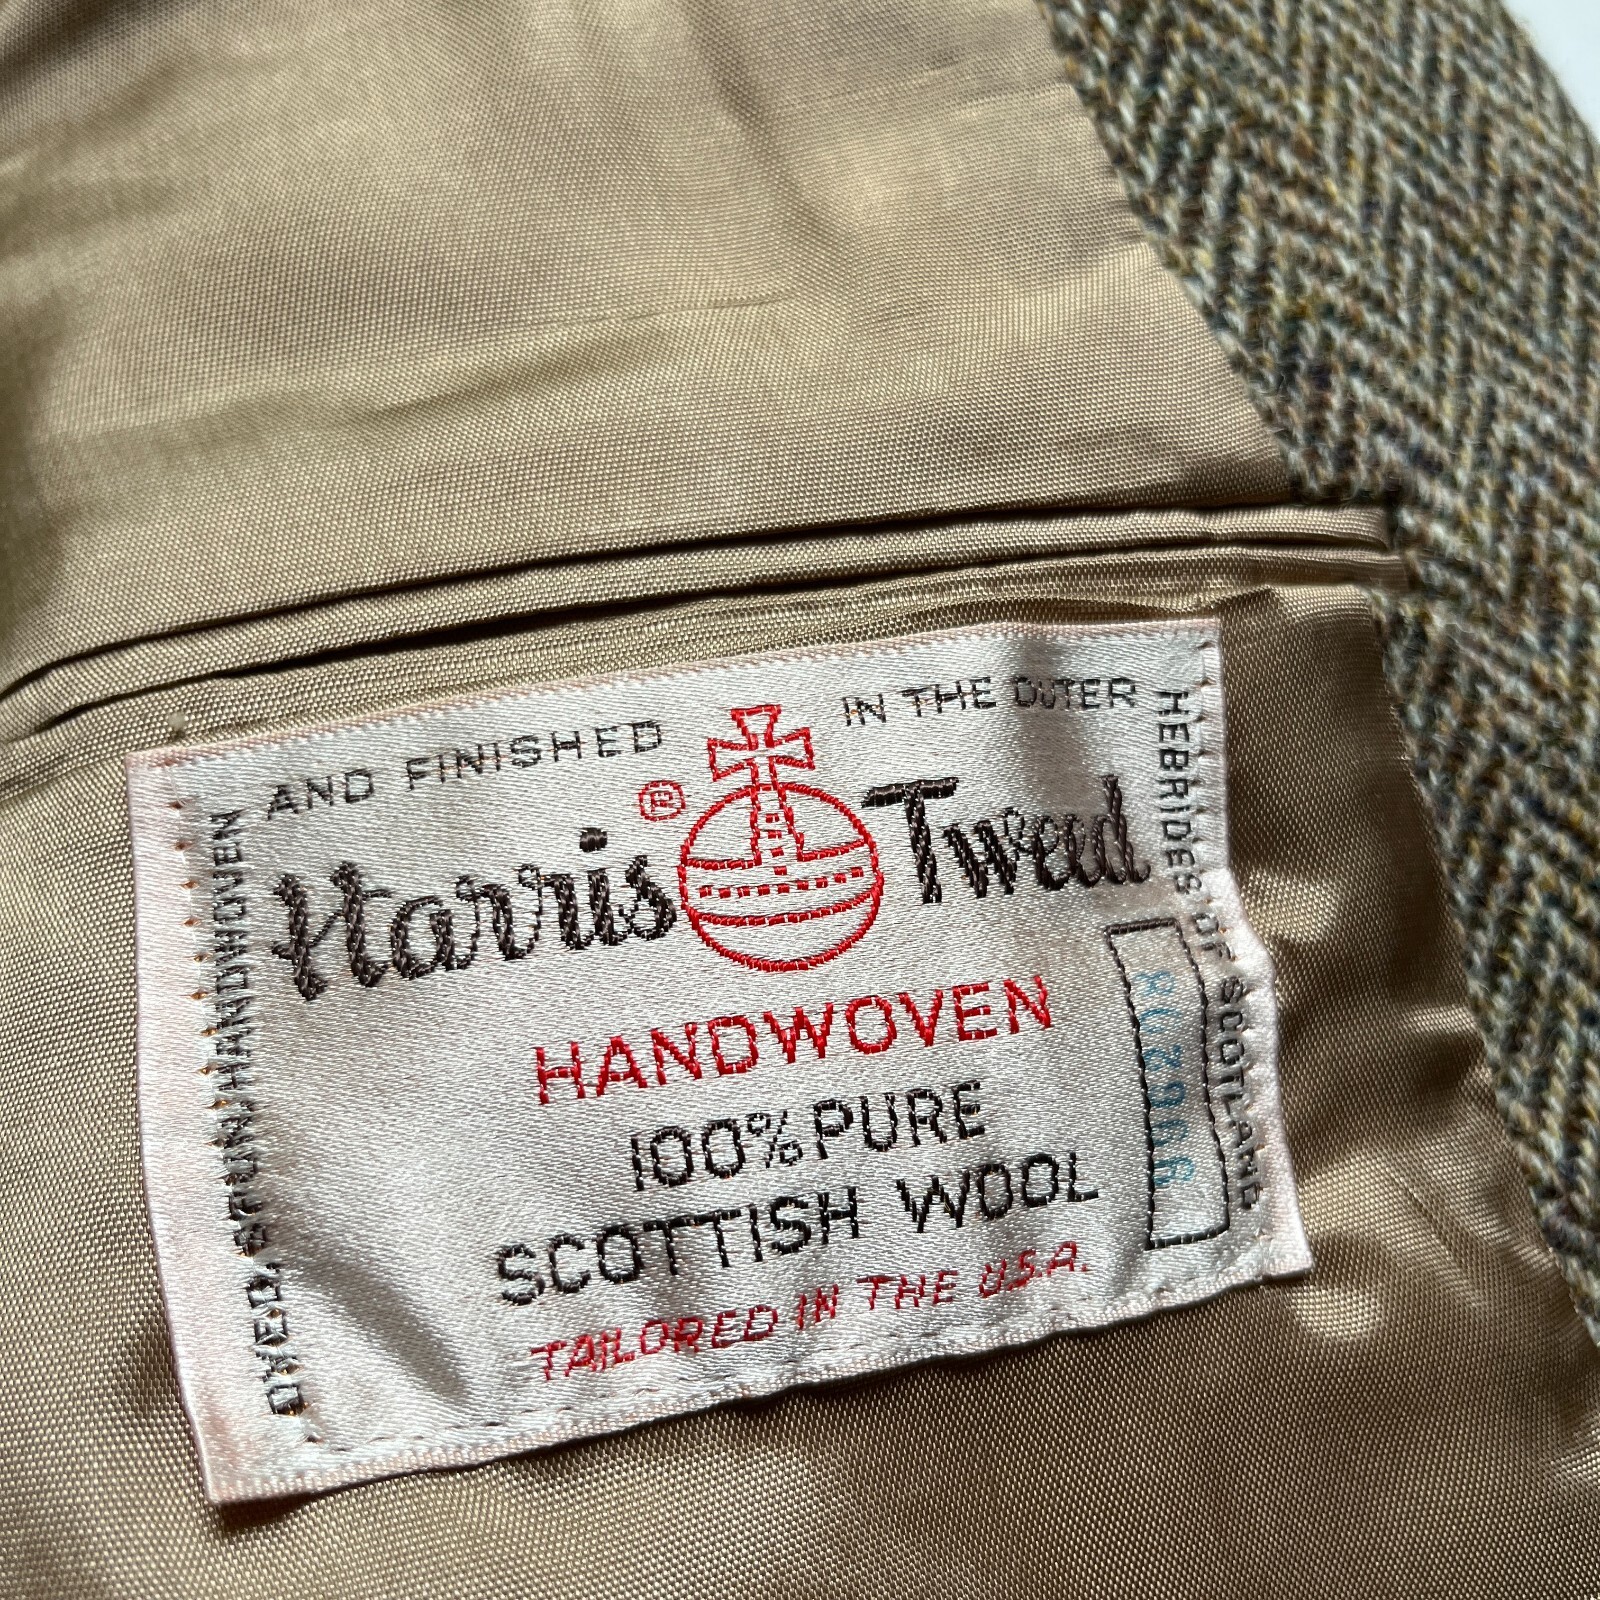 DYED, SPUN, HANDWOVEN
AND FINISHED IN THE OUTER
HEBRIDES OF SCOTLAND
Harris ® Tweed
HANDWOVEN
100% PURE
SCOTTISH WOOL
TAILORED IN THE U.S.A.